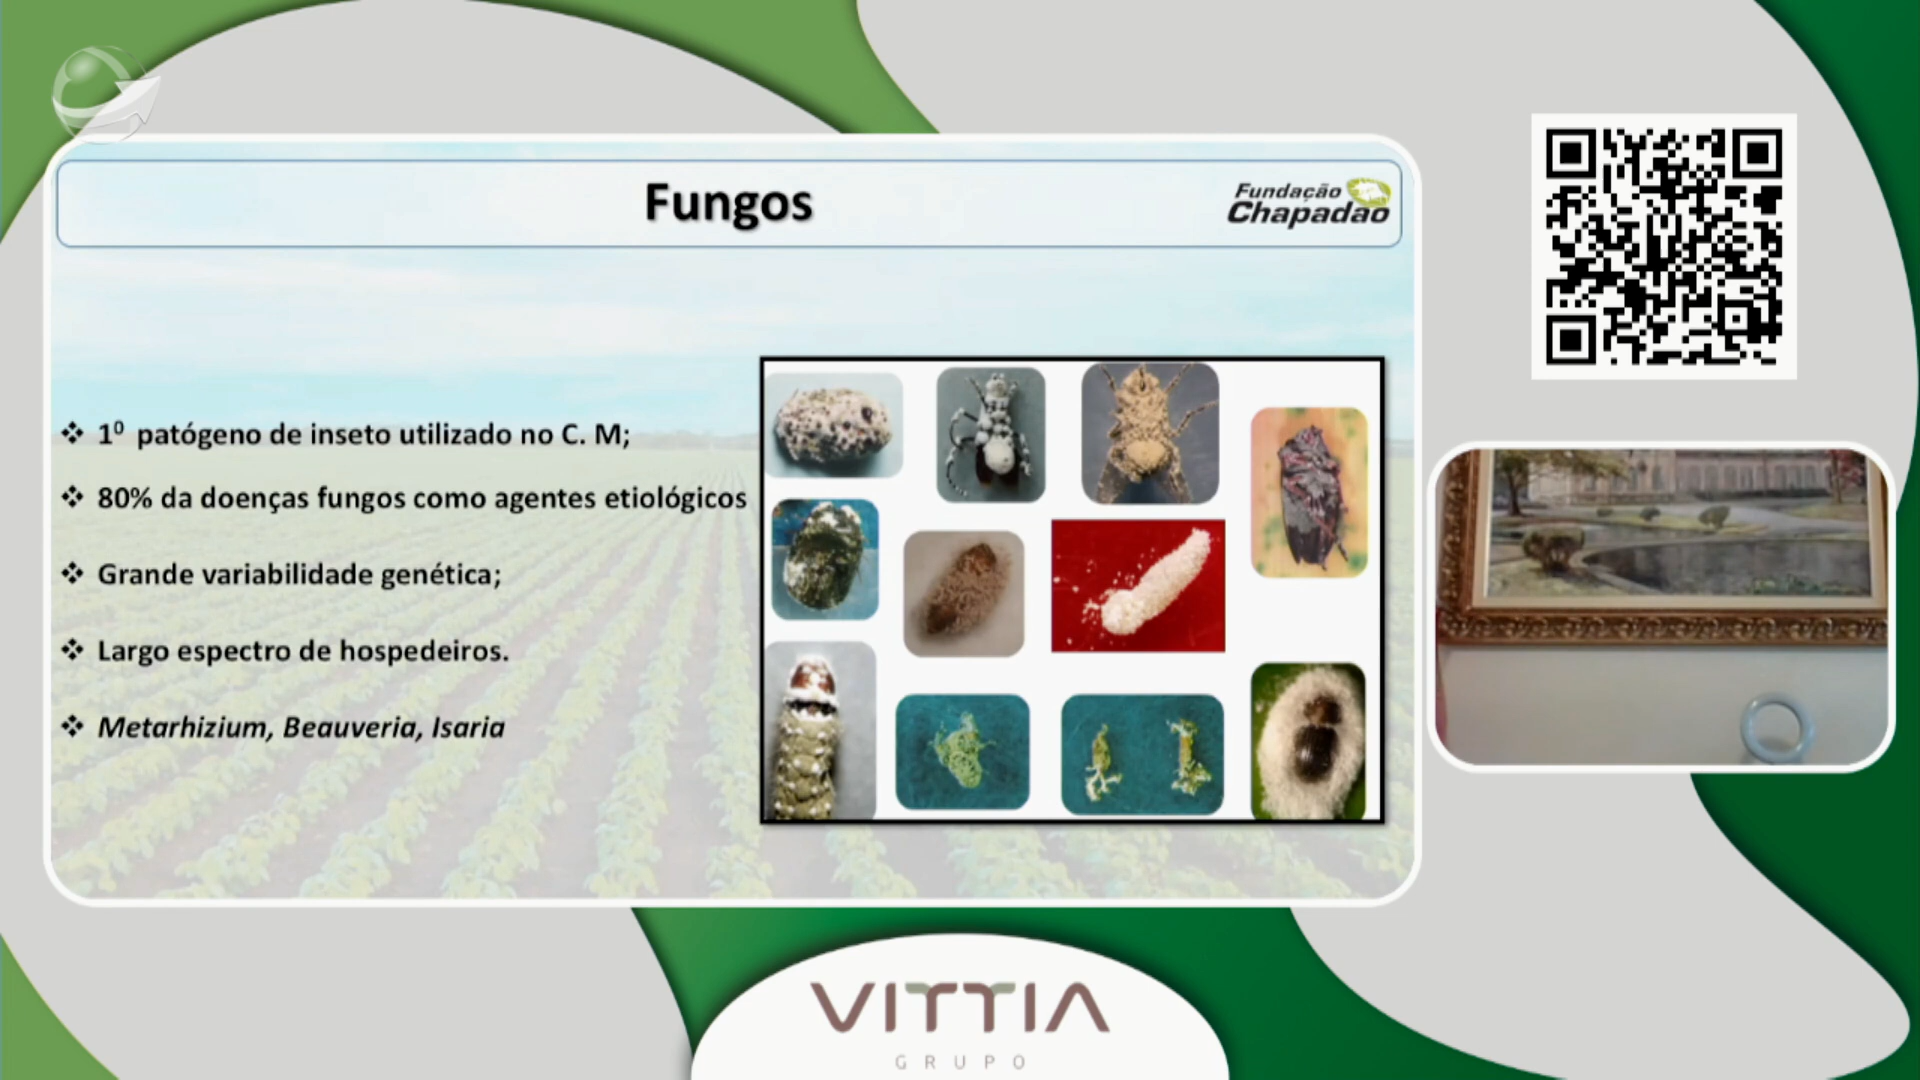 Fungos
Fundação
Chapadão
❖ 1⁰ patógeno de inseto utilizado no C. M;
❖ 80% da doenças fungos como agentes etiológicos
❖ Grande variabilidade genética;
❖ Largo espectro de hospedeiros.
❖ Metarhizium, Beauveria, Isaria
VITTIA
GRUPO